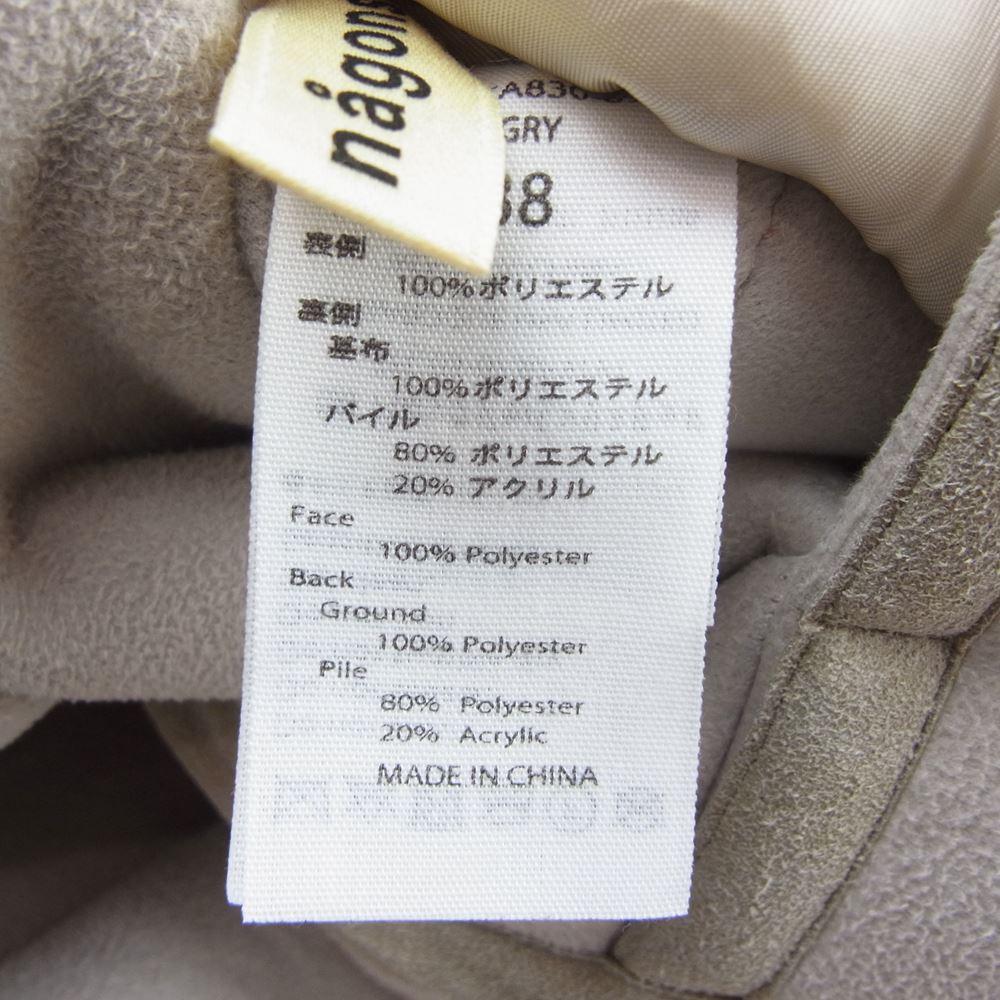 någons
GRY
38
表側
100%ポリエステル
裏側
基布
100%ポリエステル
パイル
80% ポリエステル
20% アクリル
Face
100% Polyester
Back
Ground
100% Polyester
Pile
80% Polyester
20% Acrylic
MADE IN CHINA